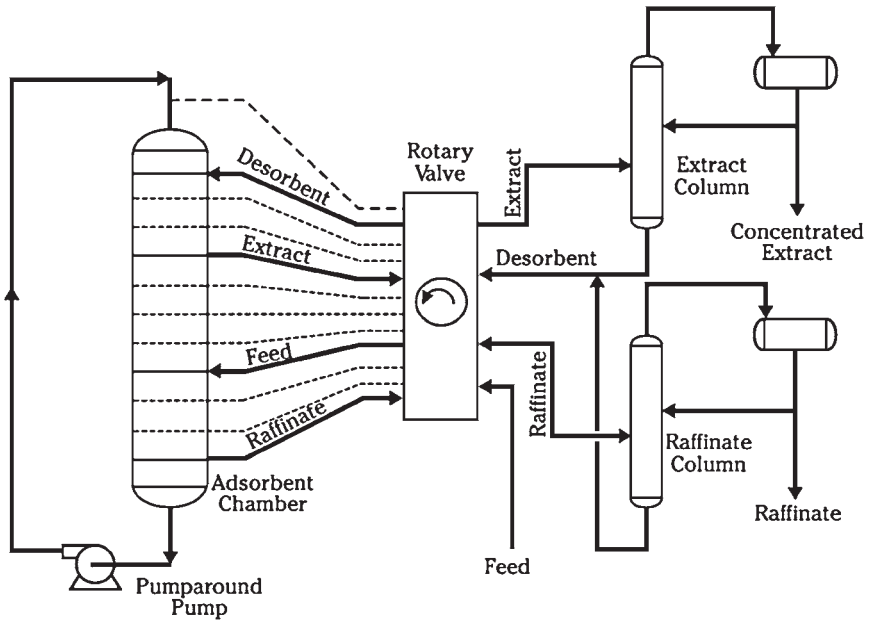 Desorbent
Extract
Feed
Raffinate
Adsorbent
Chamber
Pumparound
Pump
Rotary
Valve
Extract
Desorbent
Raffinate
Feed
Extract
Column
Concentrated
Extract
Raffinate
Column
Raffinate